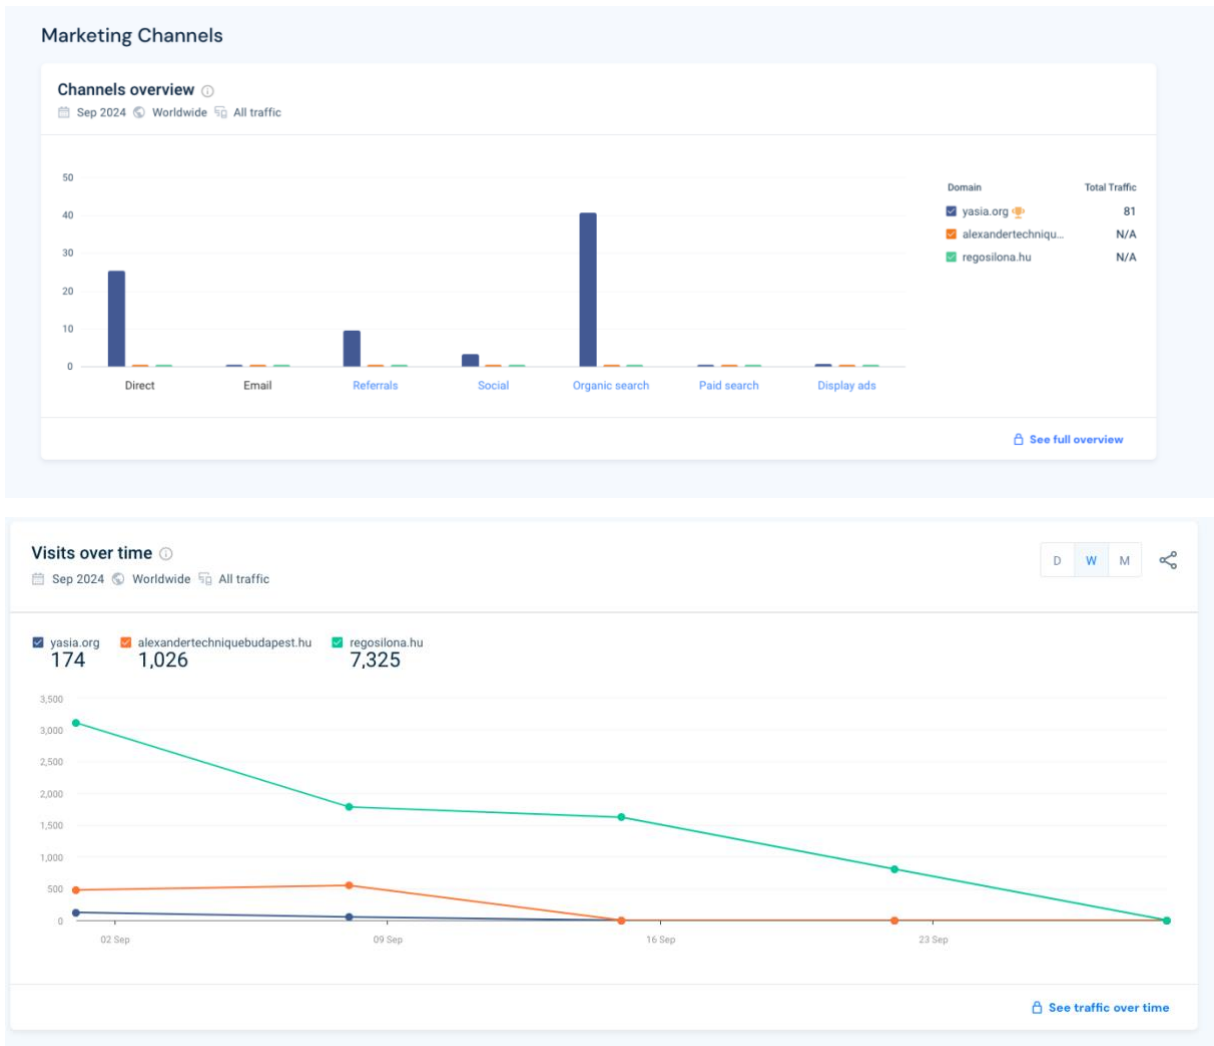 Marketing Channels
Channels overview
Sep 2024 Worldwide All traffic
50
40
30
20
10
0
Direct Email Referrals Social Organic search Paid search Display ads
Domain Total Traffic
yasia.org 81
alexandertechniqu... N/A
regosilona.hu N/A
See full overview
Visits over time
Sep 2024 Worldwide All traffic
D W M
yasia.org alexandertechniquebudapest.hu regosilona.hu
174 1,026 7,325
3,500
3,000
2,500
2,000
1,500
1,000
500
0
02 Sep 09 Sep 16 Sep 23 Sep
See traffic over time